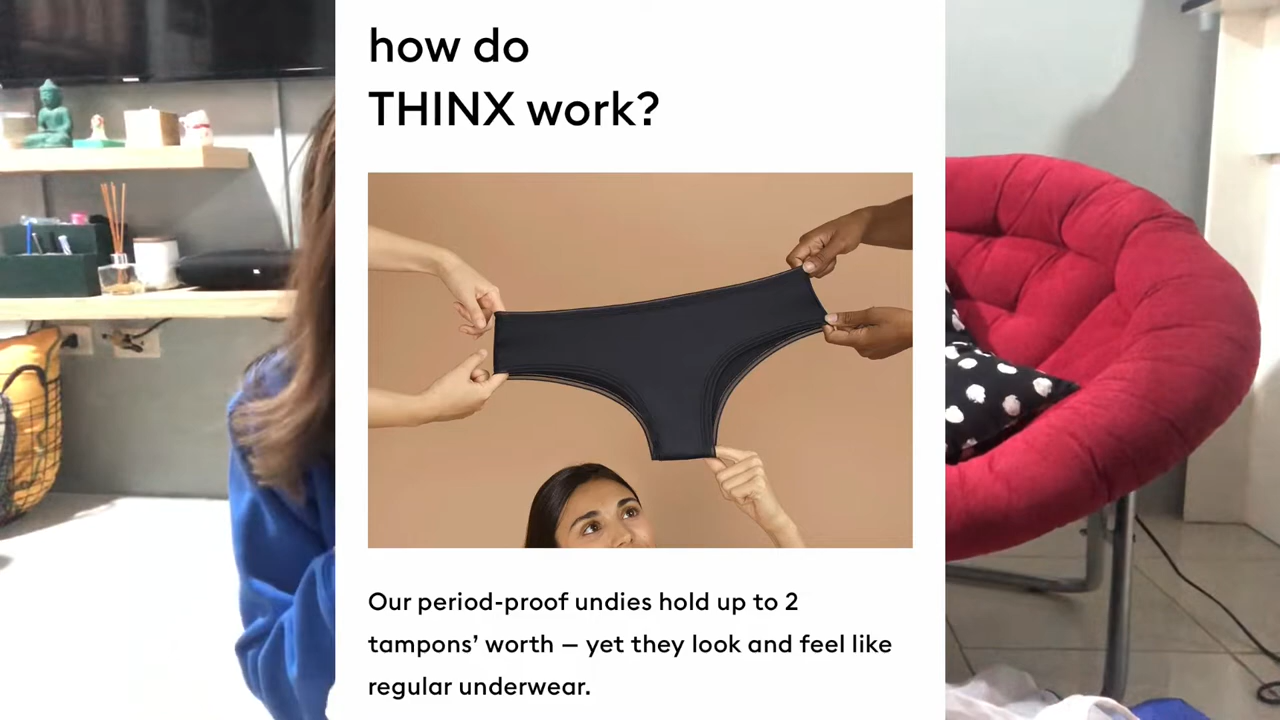 how do
THINX work?
Our period-proof undies hold up to 2
tampons’ worth – yet they look and feel like
regular underwear.